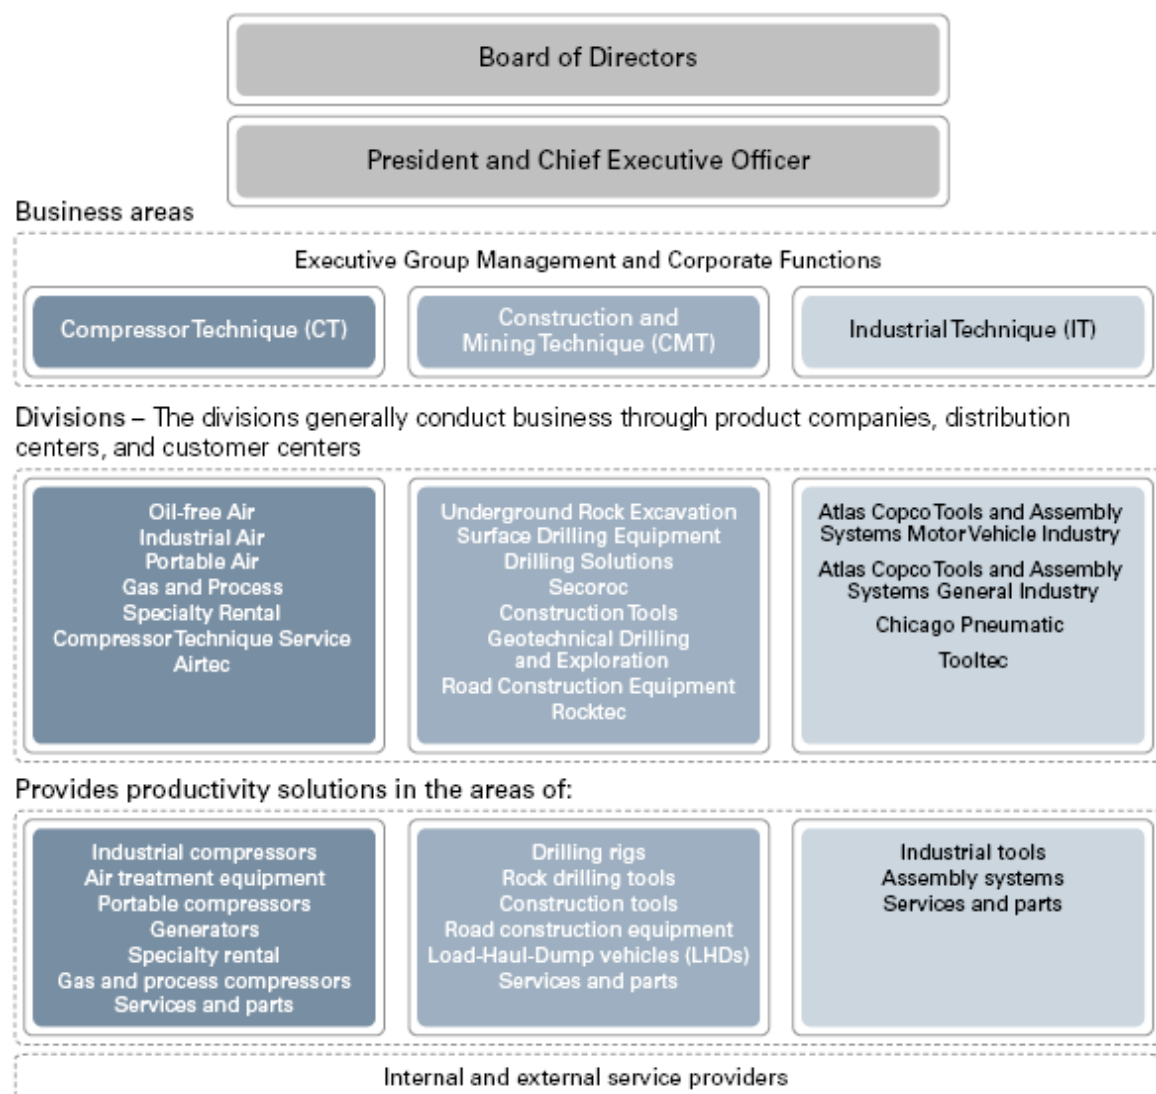 Board of Directors
President and Chief Executive Officer
Business areas
Executive Group Management and Corporate Functions
Compressor Technique (CT)
Construction and
Mining Technique (CMT)
Industrial Technique (IT)
Divisions – The divisions generally conduct business through product companies, distribution
centers, and customer centers
Oil-free Air
Industrial Air
Portable Air
Gas and Process
Specialty Rental
Compressor Technique Service
Airtec
Underground Rock Excavation
Surface Drilling Equipment
Drilling Solutions
Secoroc
Construction Tools
Geotechnical Drilling
and Exploration
Road Construction Equipment
Rocktec
Atlas Copco Tools and Assembly
Systems Motor Vehicle Industry
Atlas Copco Tools and Assembly
Systems General Industry
Chicago Pneumatic
Tooltec
Provides productivity solutions in the areas of:
Industrial compressors
Air treatment equipment
Portable compressors
Generators
Specialty rental
Gas and process compressors
Services and parts
Drilling rigs
Rock drilling tools
Construction tools
Road construction equipment
Load-Haul-Dump vehicles (LHDs)
Services and parts
Industrial tools
Assembly systems
Services and parts
Internal and external service providers